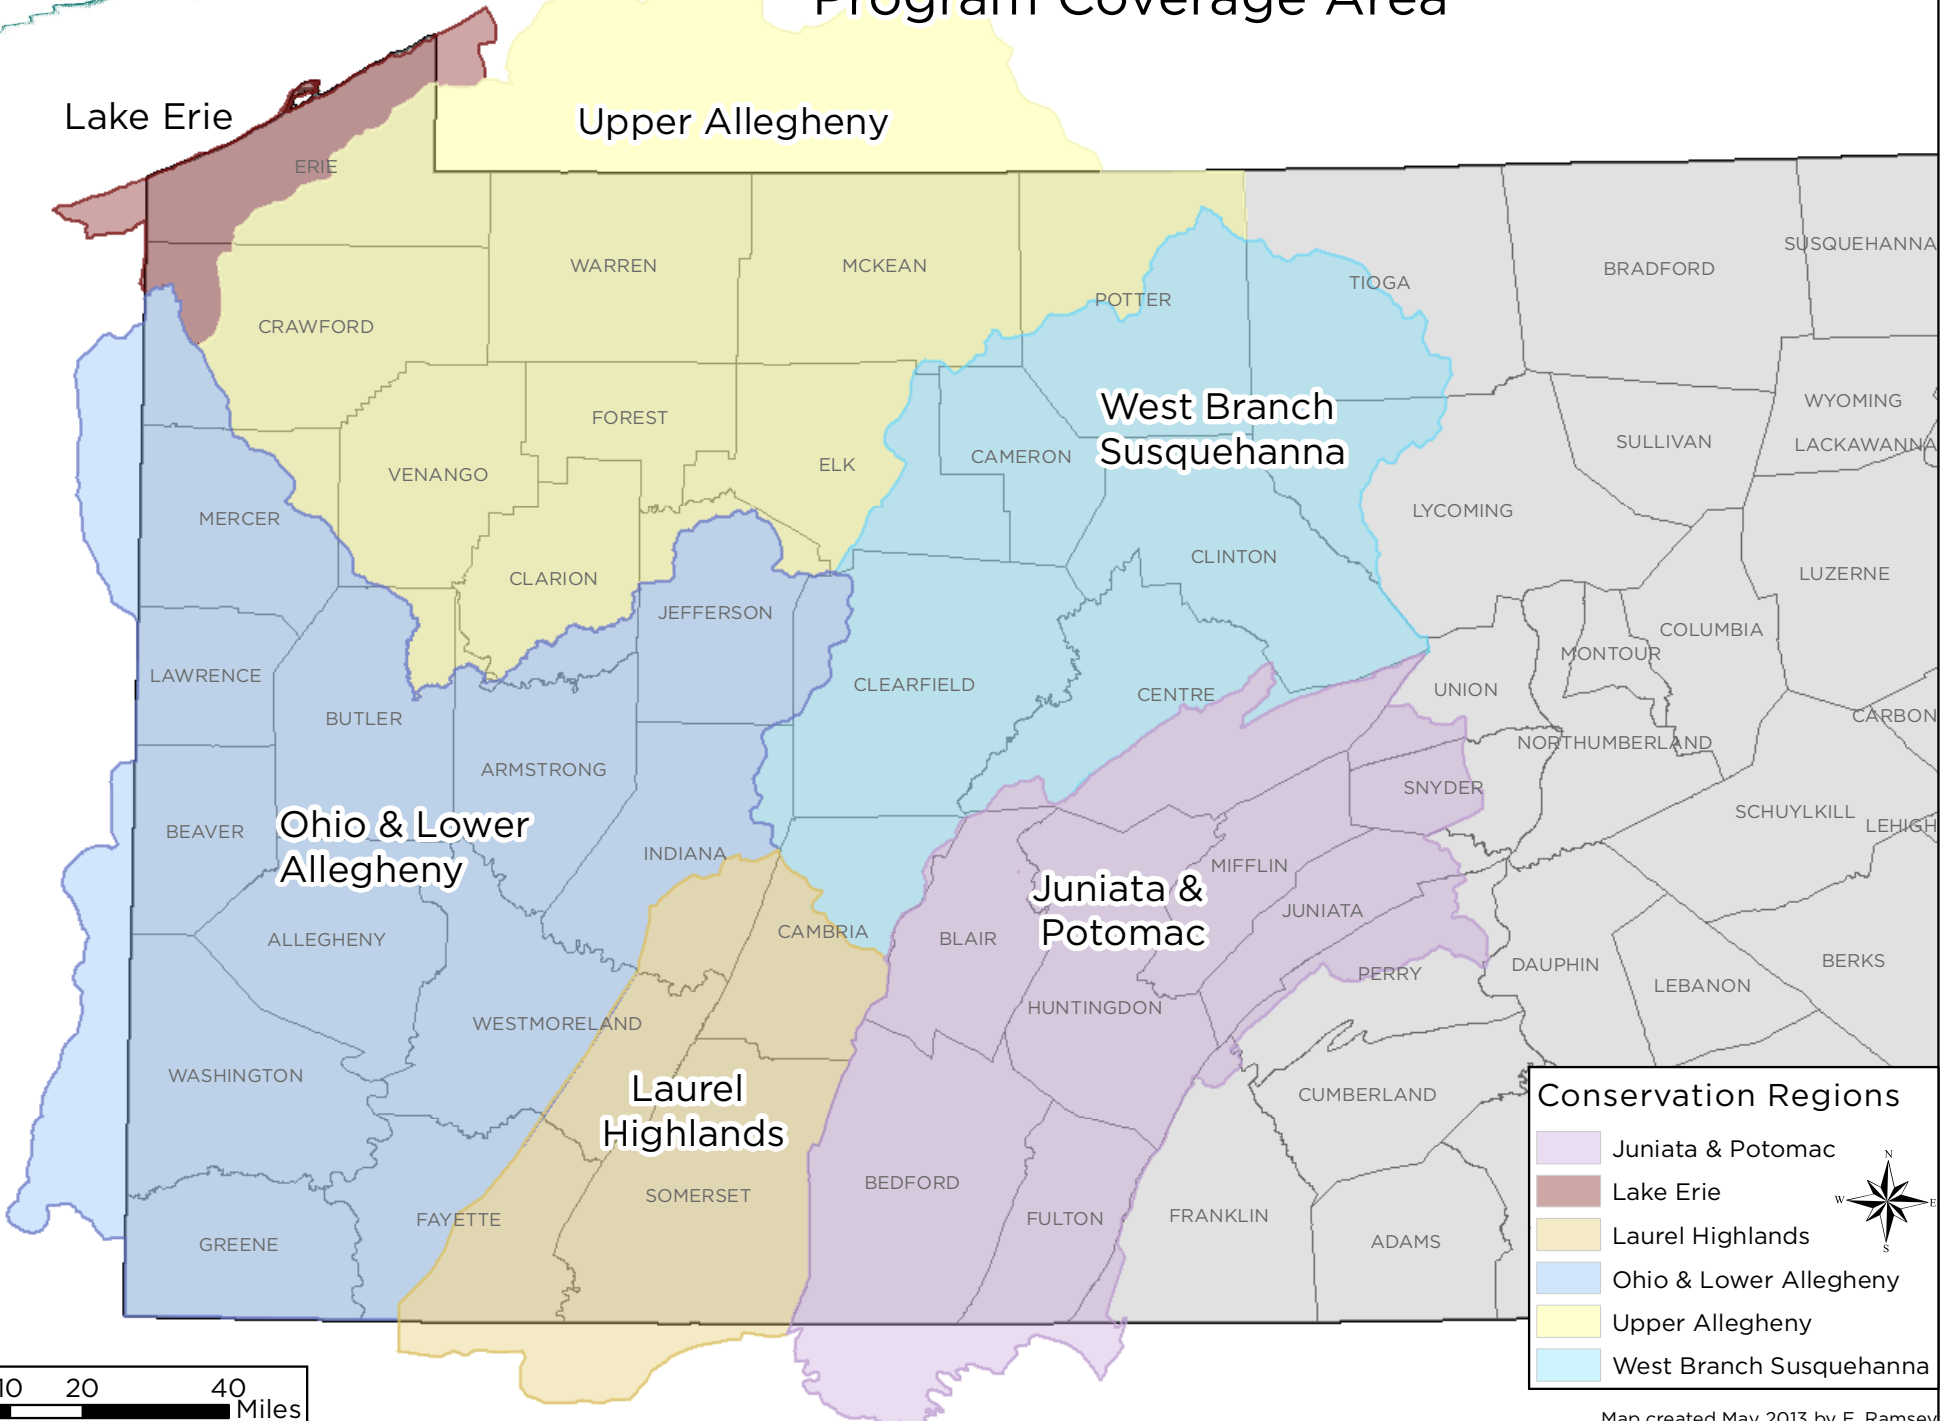 Program Coverage Area
Lake Erie
Upper Allegheny
ERIE
SUSQUEHANNA
WARREN
MCKEAN
BRADFORD
TIOGA
POTTER
CRAWFORD
WYOMING
West Branch
Susquehanna
FOREST
SULLIVAN
LACKAWANNA
CAMERON
ELK
VENANGO
LYCOMING
MERCER
CLINTON
LUZERNE
CLARION
JEFFERSON
COLUMBIA
MONTOUR
LAWRENCE
CLEARFIELD
CENTRE
UNION
BUTLER
CARBON
NORTHUMBERLAND
ARMSTRONG
SNYDER
SCHUYLKILL
LEHIGH
BEAVER
Ohio & Lower
Allegheny
INDIANA
MIFFLIN
Juniata &
Potomac
JUNIATA
CAMBRIA
BLAIR
ALLEGHENY
BERKS
DAUPHIN
PERRY
LEBANON
HUNTINGDON
WESTMORELAND
WASHINGTON
Laurel
Highlands
CUMBERLAND
BEDFORD
SOMERSET
FULTON
FRANKLIN
FAYETTE
ADAMS
GREENE
Conservation Regions
Juniata & Potomac
Lake Erie
Laurel Highlands
Ohio & Lower Allegheny
Upper Allegheny
West Branch Susquehanna
N
W E
S
10 20 40
Miles
Map created May 2013 by E. Ramsey